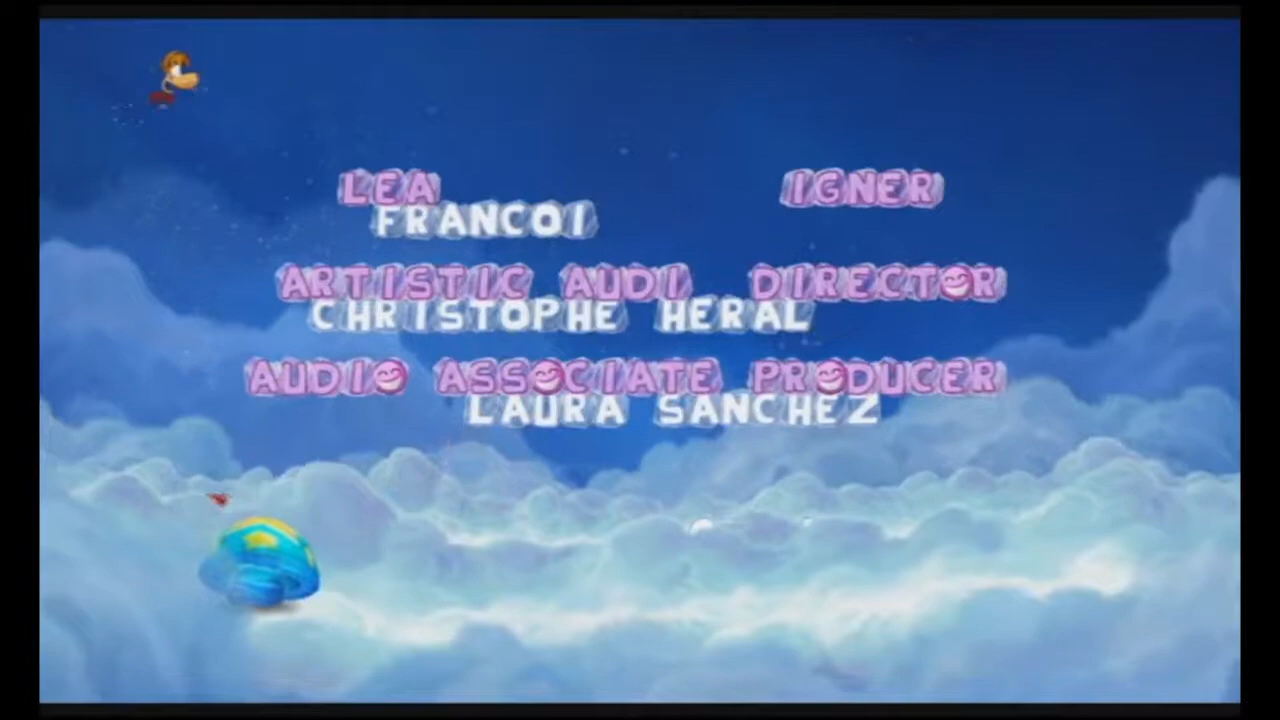 LEA IGNER
FRANCOI
ARTISTIC AUDI DIRECTOR
CHRISTOPHE HERAL
AUDIO ASSOCIATE PRODUCER
LAURA SANCHEZ